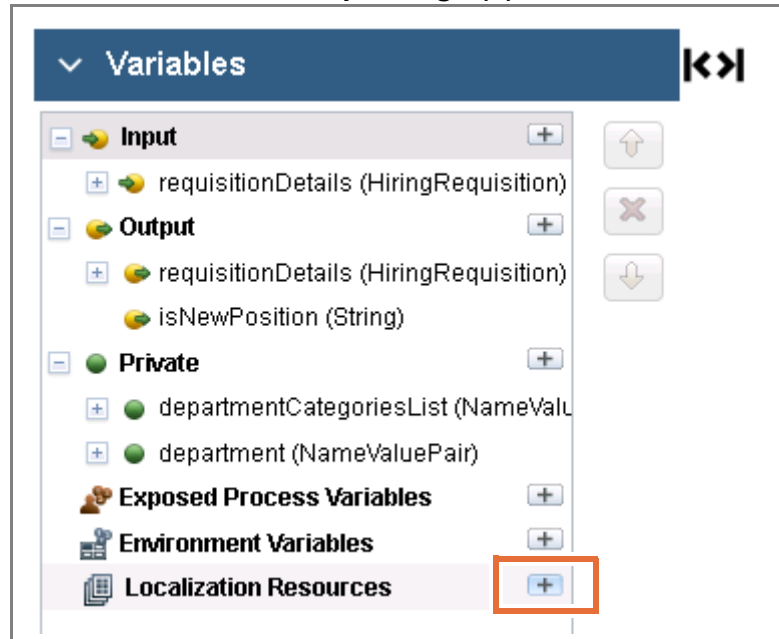 Variables
Input
requisitionDetails (HiringRequisition)
Output
requisitionDetails (HiringRequisition)
isNewPosition (String)
Private
departmentCategoriesList (NameValu
department (NameValuePair)
Exposed Process Variables
Environment Variables
Localization Resources